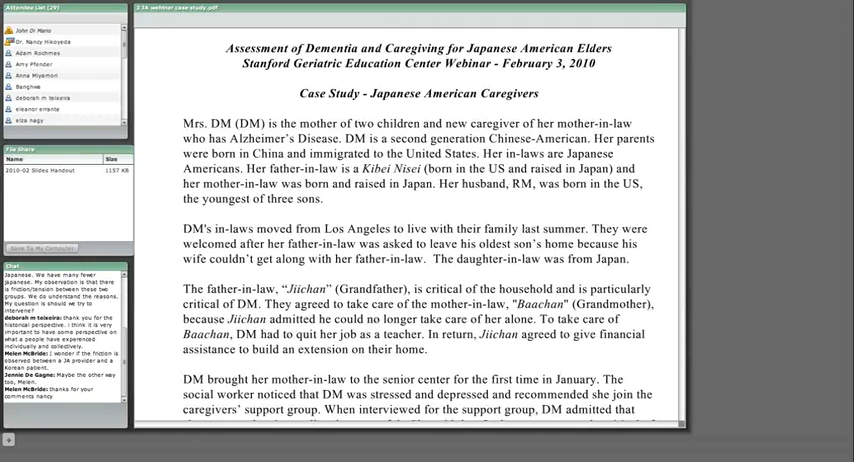 Attendee List (29)
John Di Mario
Dr. Nancy Hikoyeda
Adam Rochmes
Amy Pfender
Anna Miyamori
Banghwa
deborah m teixeira
eleanor errante
eliza nagy
File Share
Name Size
2010-02 Slides Handout 1157 KB
Save To My Computer
Chat
Japanese. We have many fewer
Japanese. My observation is that
there is friction/tension between these two
groups. We do understand the reasons.
My question is should we try to
intervene?
deborah m teixeira: thank you for the
historical perspective. i think it is very
important to have some perspective on
what a people have experienced
individually and collectively.
Melen McBride: I wonder if the friction is
observed between a JA provider and a
Korean patient.
Jennie De Gagne: Maybe the other way
too, Melen.
Melen McBride: thanks for your
comments nancy
JJA webinar case study.pdf
Assessment of Dementia and Caregiving for Japanese American Elders
Stanford Geriatric Education Center Webinar - February 3, 2010
Case Study - Japanese American Caregivers
Mrs. DM (DM) is the mother of two children and new caregiver of her mother-in-law
who has Alzheimer's Disease. DM is a second generation Chinese-American. Her parents
were born in China and immigrated to the United States. Her in-laws are Japanese
Americans. Her father-in-law is a Kibei Nisei (born in the US and raised in Japan) and
her mother-in-law was born and raised in Japan. Her husband, RM, was born in the US,
the youngest of three sons.
DM's in-laws moved from Los Angeles to live with their family last summer. They were
welcomed after her father-in-law was asked to leave his oldest son's home because his
wife couldn't get along with her father-in-law. The daughter-in-law was from Japan.
The father-in-law, “Jiichan” (Grandfather), is critical of the household and is particularly
critical of DM. They agreed to take care of the mother-in-law, "Baachan" (Grandmother),
because Jiichan admitted he could no longer take care of her alone. To take care of
Baachan, DM had to quit her job as a teacher. In return, Jiichan agreed to give financial
assistance to build an extension on their home.
DM brought her mother-in-law to the senior center for the first time in January. The
social worker noticed that DM was stressed and depressed and recommended she join the
caregivers' support group. When interviewed for the support group, DM admitted that